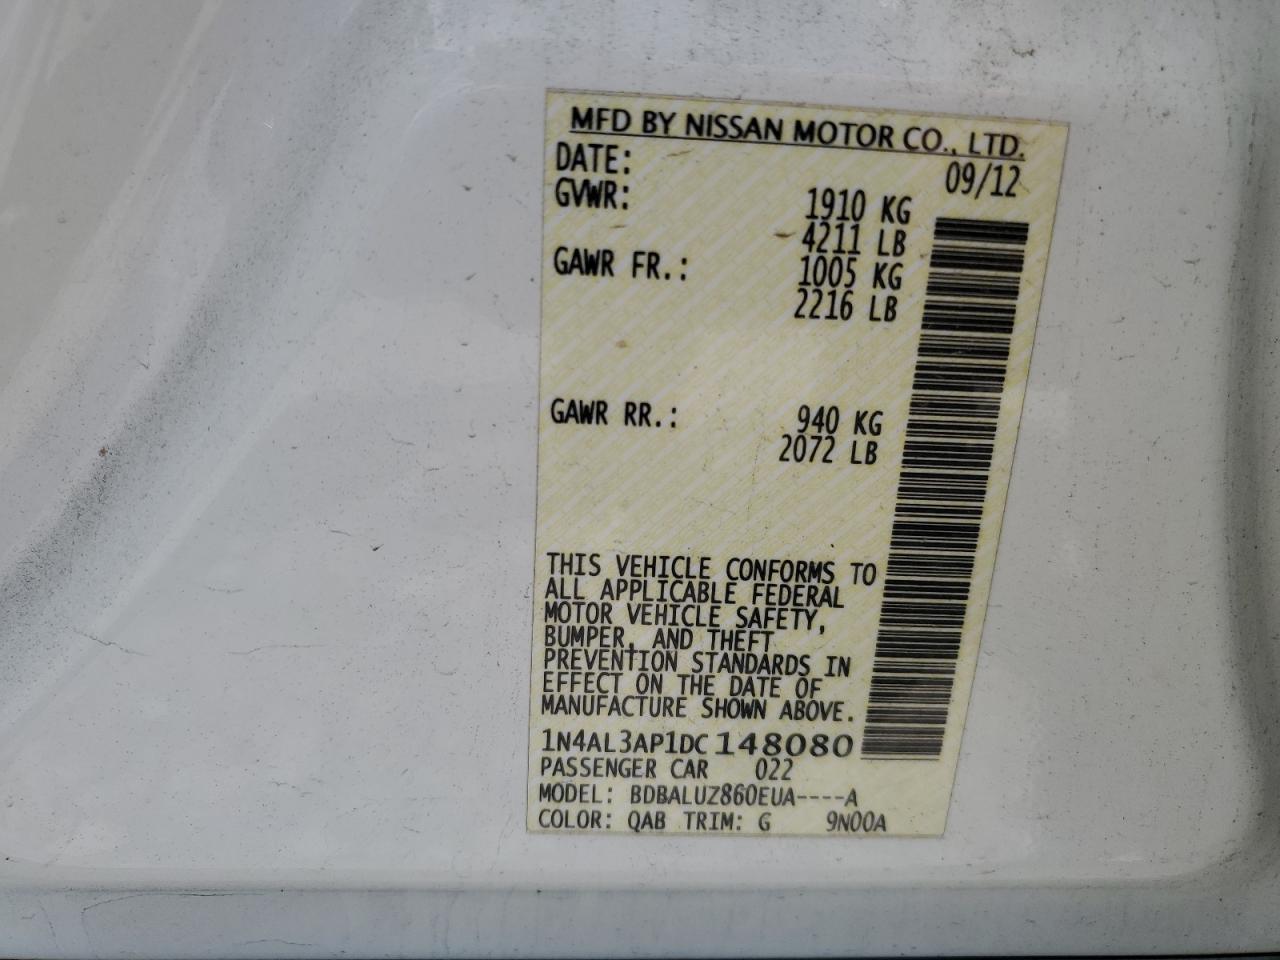 MFD BY NISSAN MOTOR CO., LTD.
DATE: 09/12
GVWR: 1910 KG
4211 LB
GAWR FR.: 1005 KG
2216 LB
GAWR RR.: 940 KG
2072 LB
THIS VEHICLE CONFORMS TO
ALL APPLICABLE FEDERAL
MOTOR VEHICLE SAFETY,
BUMPER, AND THEFT
PREVENTION STANDARDS IN
EFFECT ON THE DATE OF
MANUFACTURE SHOWN ABOVE.
1N4AL3AP1DC148080
PASSENGER CAR 022
MODEL: BDBALUZ860EUA----A
COLOR: QAB TRIM: G 9N00A